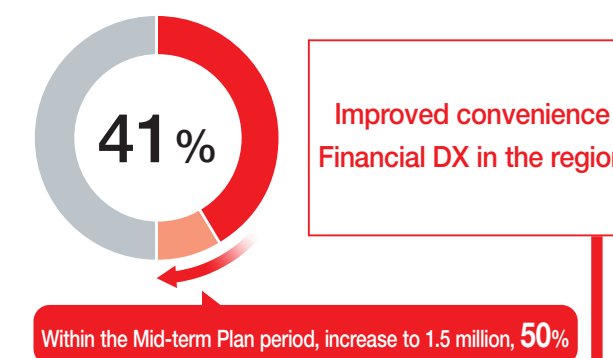 41%
Improved convenience
Financial DX in the region
Within the Mid-term Plan period, increase to 1.5 million, 50%